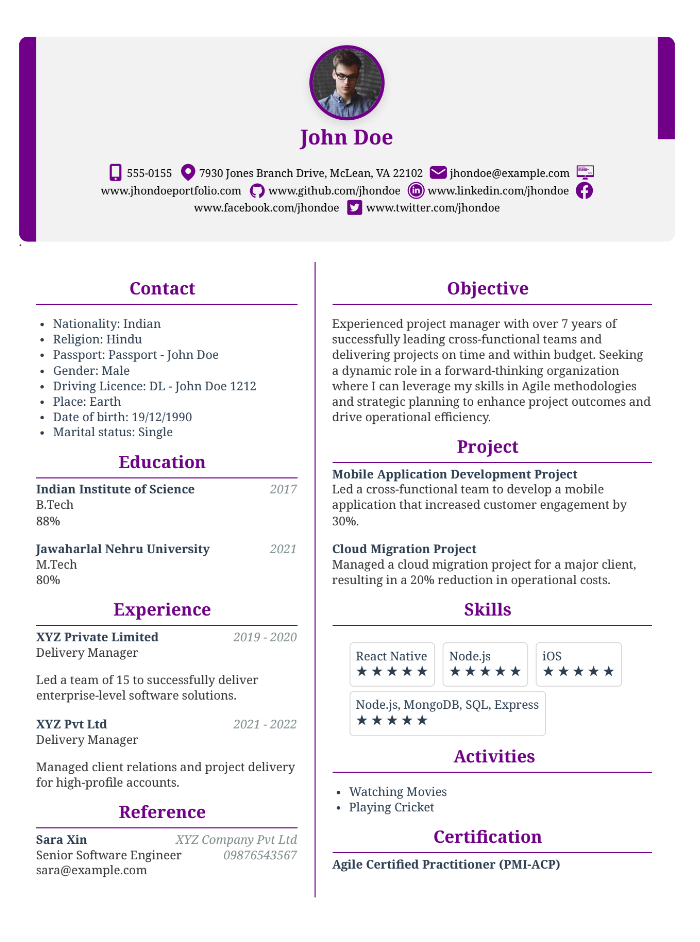 John Doe
555-0155 7930 Jones Branch Drive, McLean, VA 22102 jhondoe@example.com
www.jhondoeportfolio.com www.github.com/jhondoe www.linkedin.com/jhondoe
www.facebook.com/jhondoe www.twitter.com/jhondoe
Contact
• Nationality: Indian
• Religion: Hindu
• Passport: Passport - John Doe
• Gender: Male
• Driving Licence: DL - John Doe 1212
• Place: Earth
• Date of birth: 19/12/1990
• Marital status: Single
Education
Indian Institute of Science 2017
B.Tech
88%
Jawaharlal Nehru University 2021
M.Tech
80%
Experience
XYZ Private Limited 2019 - 2020
Delivery Manager
Led a team of 15 to successfully deliver
enterprise-level software solutions.
XYZ Pvt Ltd 2021 - 2022
Delivery Manager
Managed client relations and project delivery
for high-profile accounts.
Reference
Sara Xin XYZ Company Pvt Ltd
Senior Software Engineer 09876543567
sara@example.com
Objective
Experienced project manager with over 7 years of
successfully leading cross-functional teams and
delivering projects on time and within budget. Seeking
a dynamic role in a forward-thinking organization
where I can leverage my skills in Agile methodologies
and strategic planning to enhance project outcomes and
drive operational efficiency.
Project
Mobile Application Development Project
Led a cross-functional team to develop a mobile
application that increased customer engagement by
30%.
Cloud Migration Project
Managed a cloud migration project for a major client,
resulting in a 20% reduction in operational costs.
Skills
React Native Node.js iOS
★★★★★ ★★★★★ ★★★★★
Node.js, MongoDB, SQL, Express
★★★★★
Activities
• Watching Movies
• Playing Cricket
Certification
Agile Certified Practitioner (PMI-ACP)